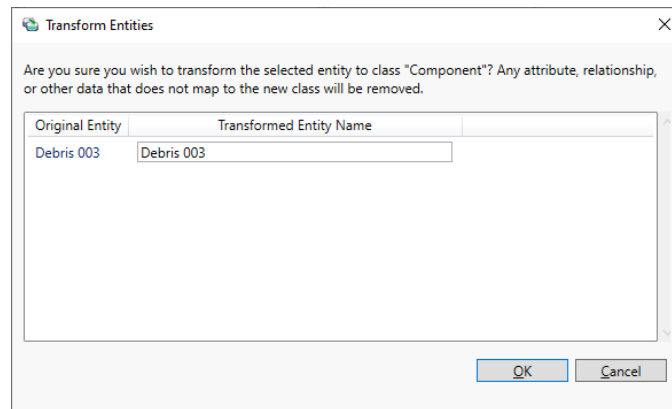 Transform Entities
Are you sure you wish to transform the selected entity to class "Component"? Any attribute, relationship,
or other data that does not map to the new class will be removed.
Original Entity Transformed Entity Name
Debris 003 Debris 003
OK Cancel